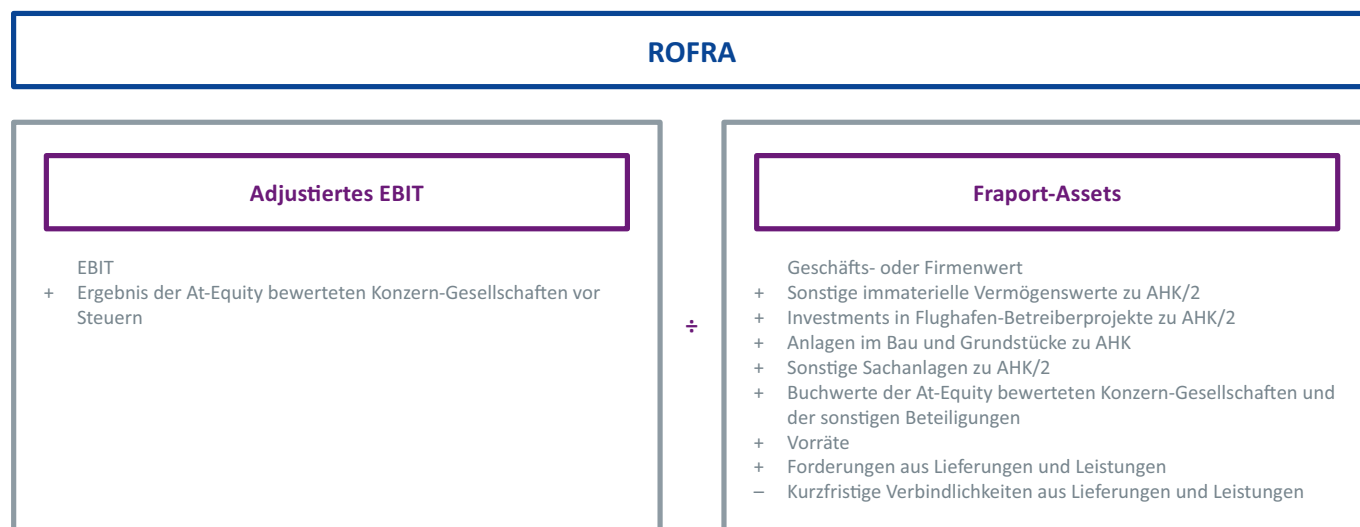 ROFRA
Adjustiertes EBIT
EBIT
+ Ergebnis der At-Equity bewerteten Konzern-Gesellschaften vor
Steuern
÷
Fraport-Assets
Geschäfts- oder Firmenwert
+ Sonstige immaterielle Vermögenswerte zu AHK/2
+ Investments in Flughafen-Betreiberprojekte zu AHK/2
+ Anlagen im Bau und Grundstücke zu AHK
+ Sonstige Sachanlagen zu AHK/2
+ Buchwerte der At-Equity bewerteten Konzern-Gesellschaften und
der sonstigen Beteiligungen
+ Vorräte
+ Forderungen aus Lieferungen und Leistungen
– Kurzfristige Verbindlichkeiten aus Lieferungen und Leistungen